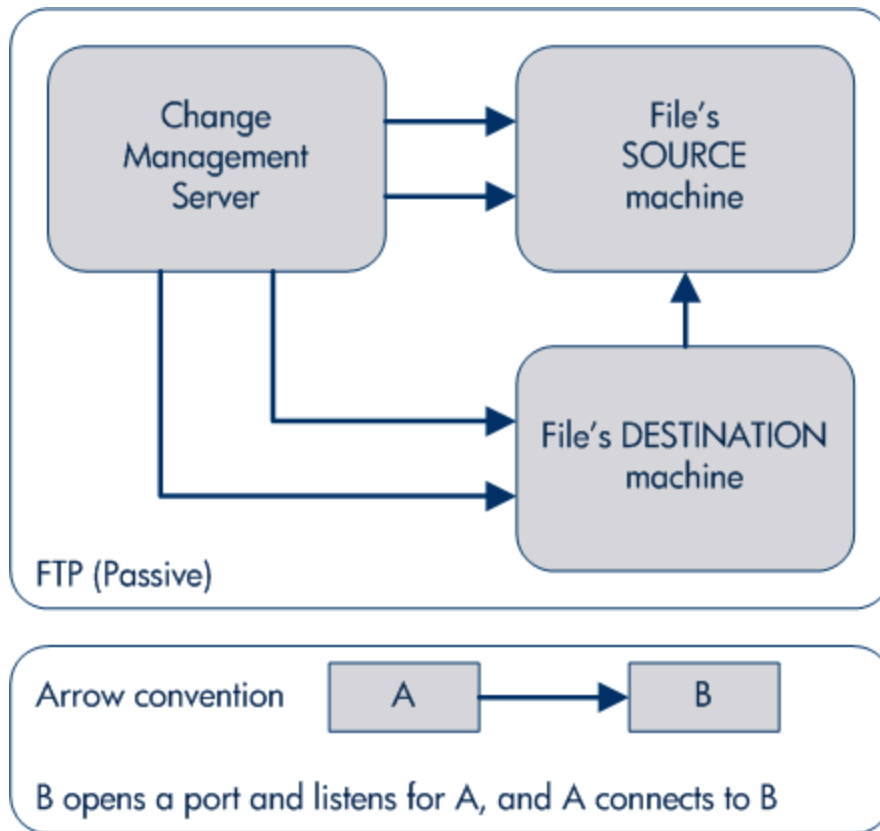 Change
Management
Server
File's
SOURCE
machine
File's DESTINATION
machine
FTP (Passive)
Arrow convention
A
B
B opens a port and listens for A, and A connects to B